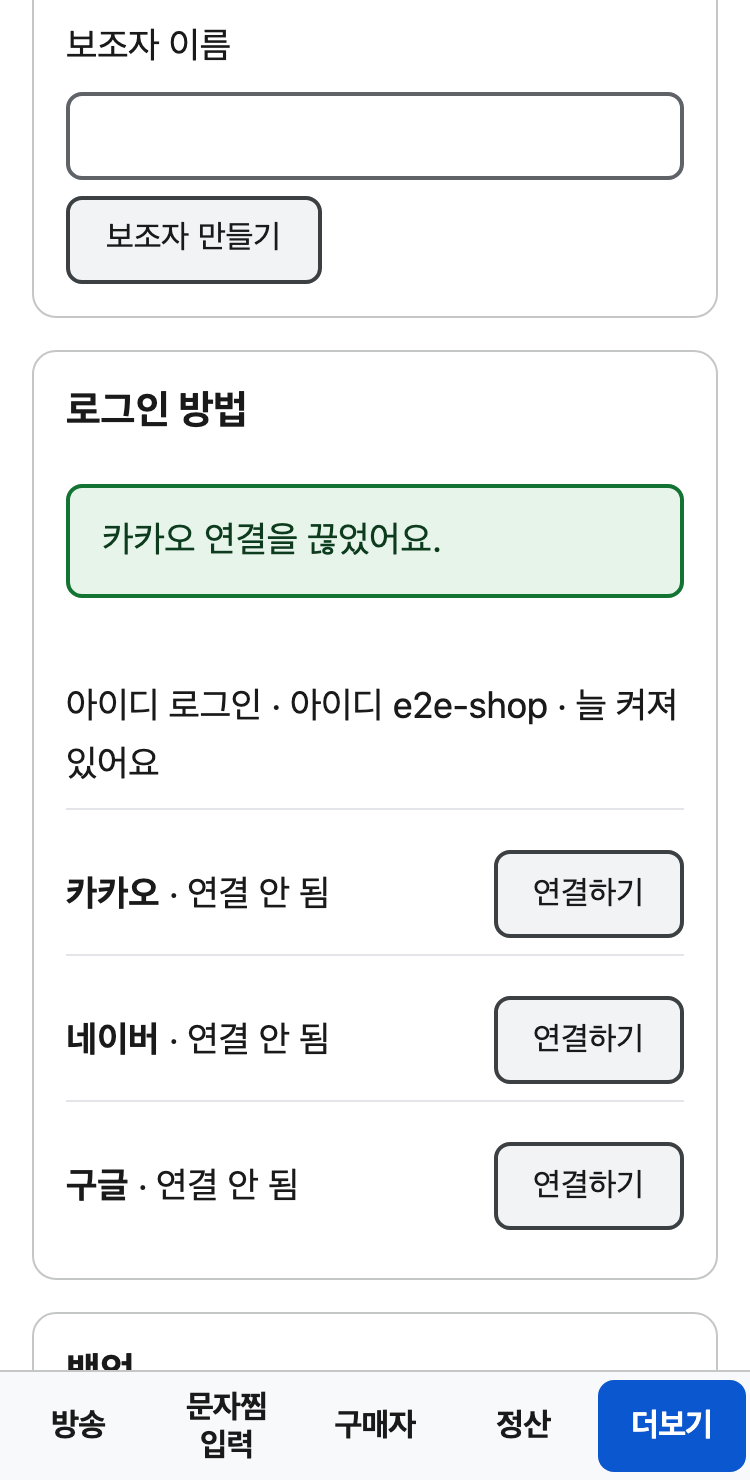 보조자 이름
보조자 만들기
로그인 방법
카카오 연결을 끊었어요.
아이디 로그인 · 아이디 e2e-shop · 늘 켜져
있어요
카카오 · 연결 안 됨
연결하기
네이버 · 연결 안 됨
연결하기
구글 · 연결 안 됨
연결하기
방송
문자찜
입력
구매자
정산
더보기